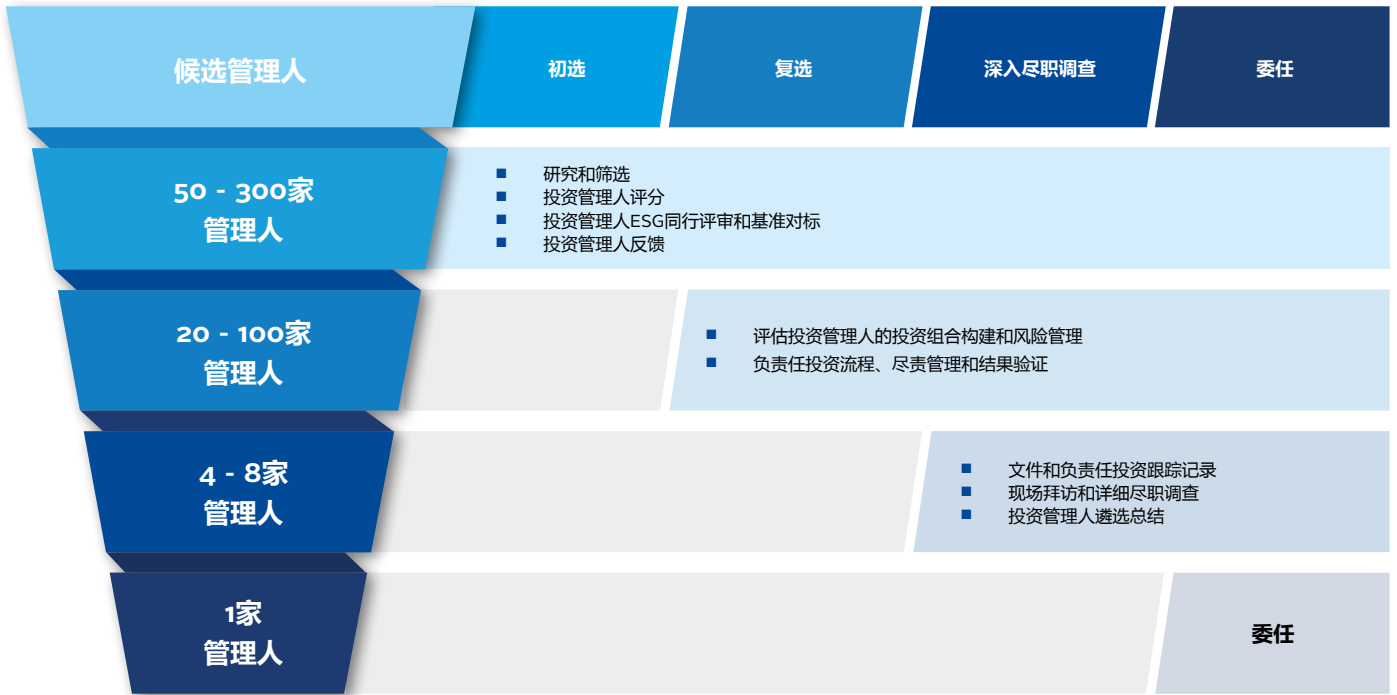 候选管理人
初选
复选
深入尽职调查
委任
50 - 300家
管理人
■ 研究和筛选
■ 投资管理人评分
■ 投资管理人ESG同行评审和基准对标
■ 投资管理人反馈
20 - 100家
管理人
■ 评估投资管理人的投资组合构建和风险管理
■ 负责任投资流程、尽责管理和结果验证
4 - 8家
管理人
■ 文件和负责任投资跟踪记录
■ 现场拜访和详细尽职调查
■ 投资管理人遴选总结
1家
管理人
委任